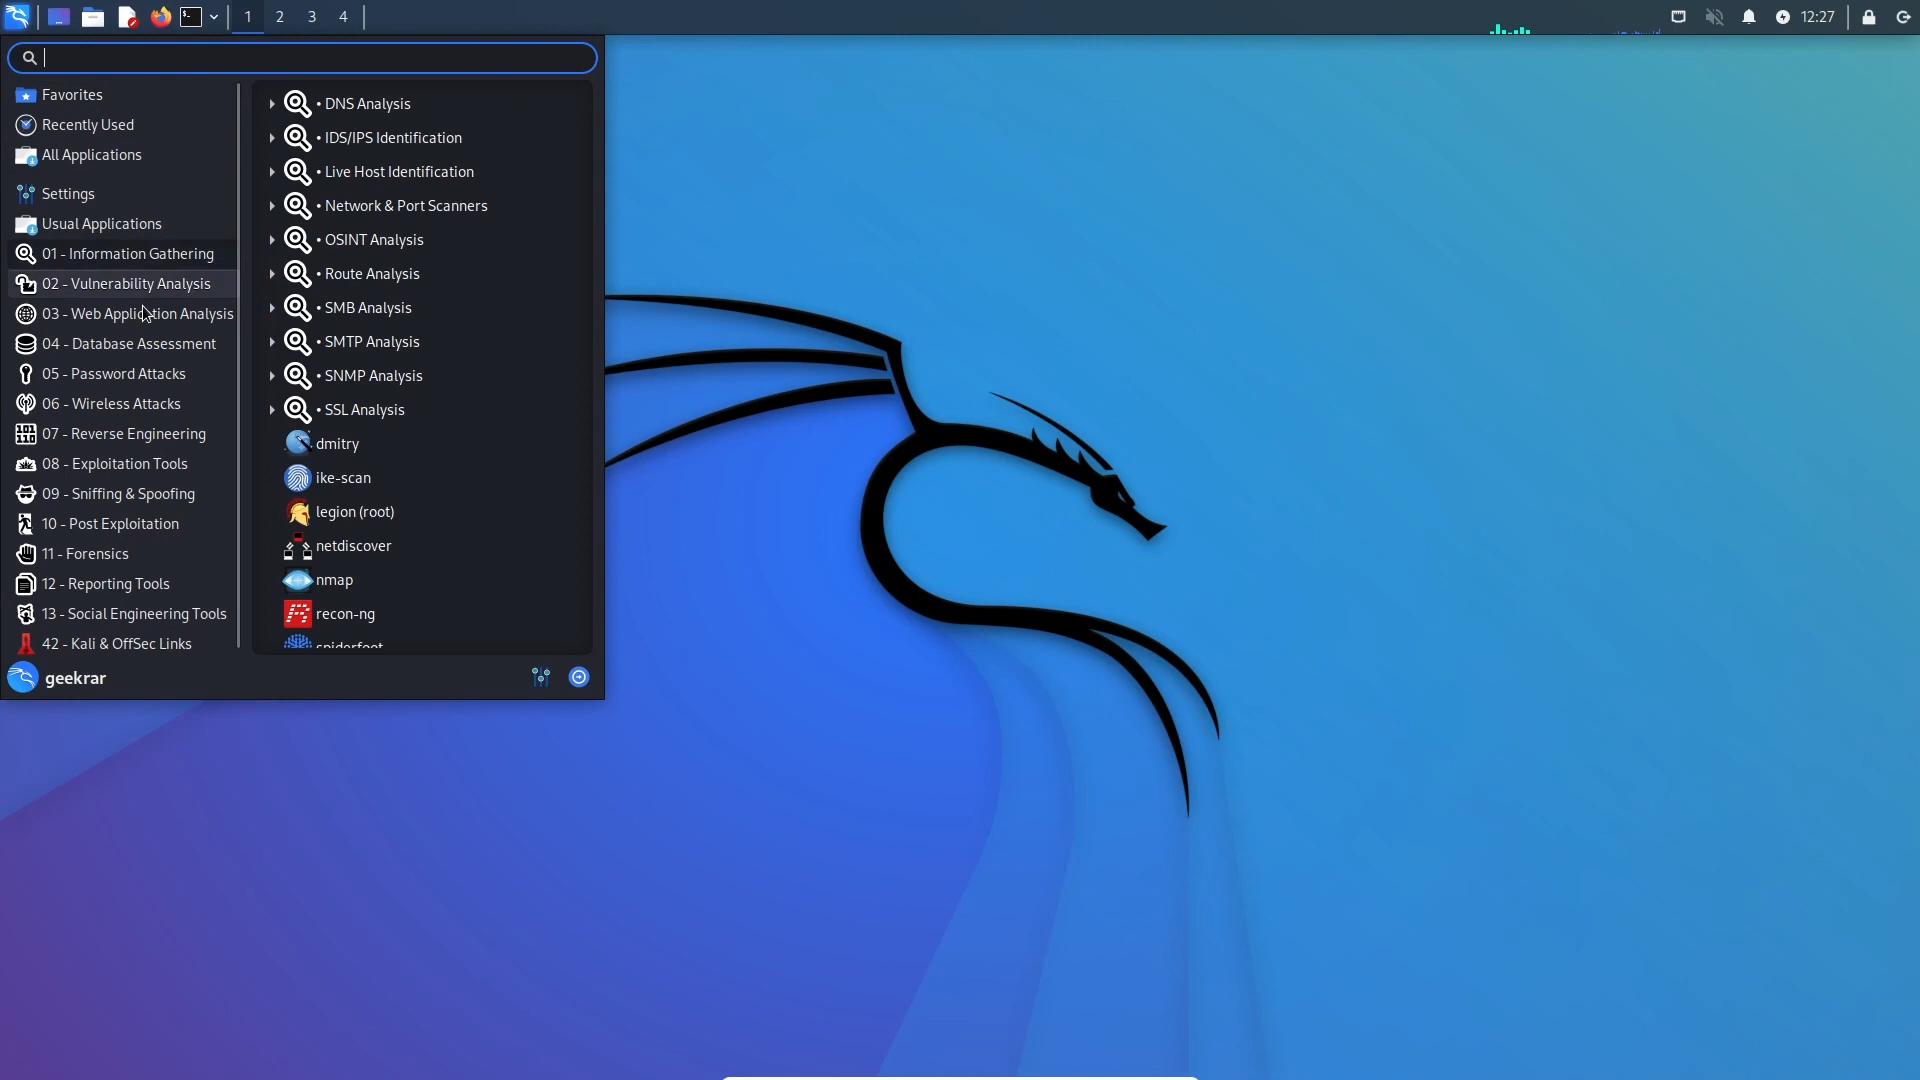 1 2 3 4 12:27
Favorites
Recently Used
All Applications
Settings
Usual Applications
01 - Information Gathering
02 - Vulnerability Analysis
03 - Web Application Analysis
04 - Database Assessment
05 - Password Attacks
06 - Wireless Attacks
07 - Reverse Engineering
08 - Exploitation Tools
09 - Sniffing & Spoofing
10 - Post Exploitation
11 - Forensics
12 - Reporting Tools
13 - Social Engineering Tools
42 - Kali & OffSec Links
• DNS Analysis
• IDS/IPS Identification
• Live Host Identification
• Network & Port Scanners
• OSINT Analysis
• Route Analysis
• SMB Analysis
• SMTP Analysis
• SNMP Analysis
• SSL Analysis
dmitry
ike-scan
legion (root)
netdiscover
nmap
recon-ng
spiderfoot
geekrar